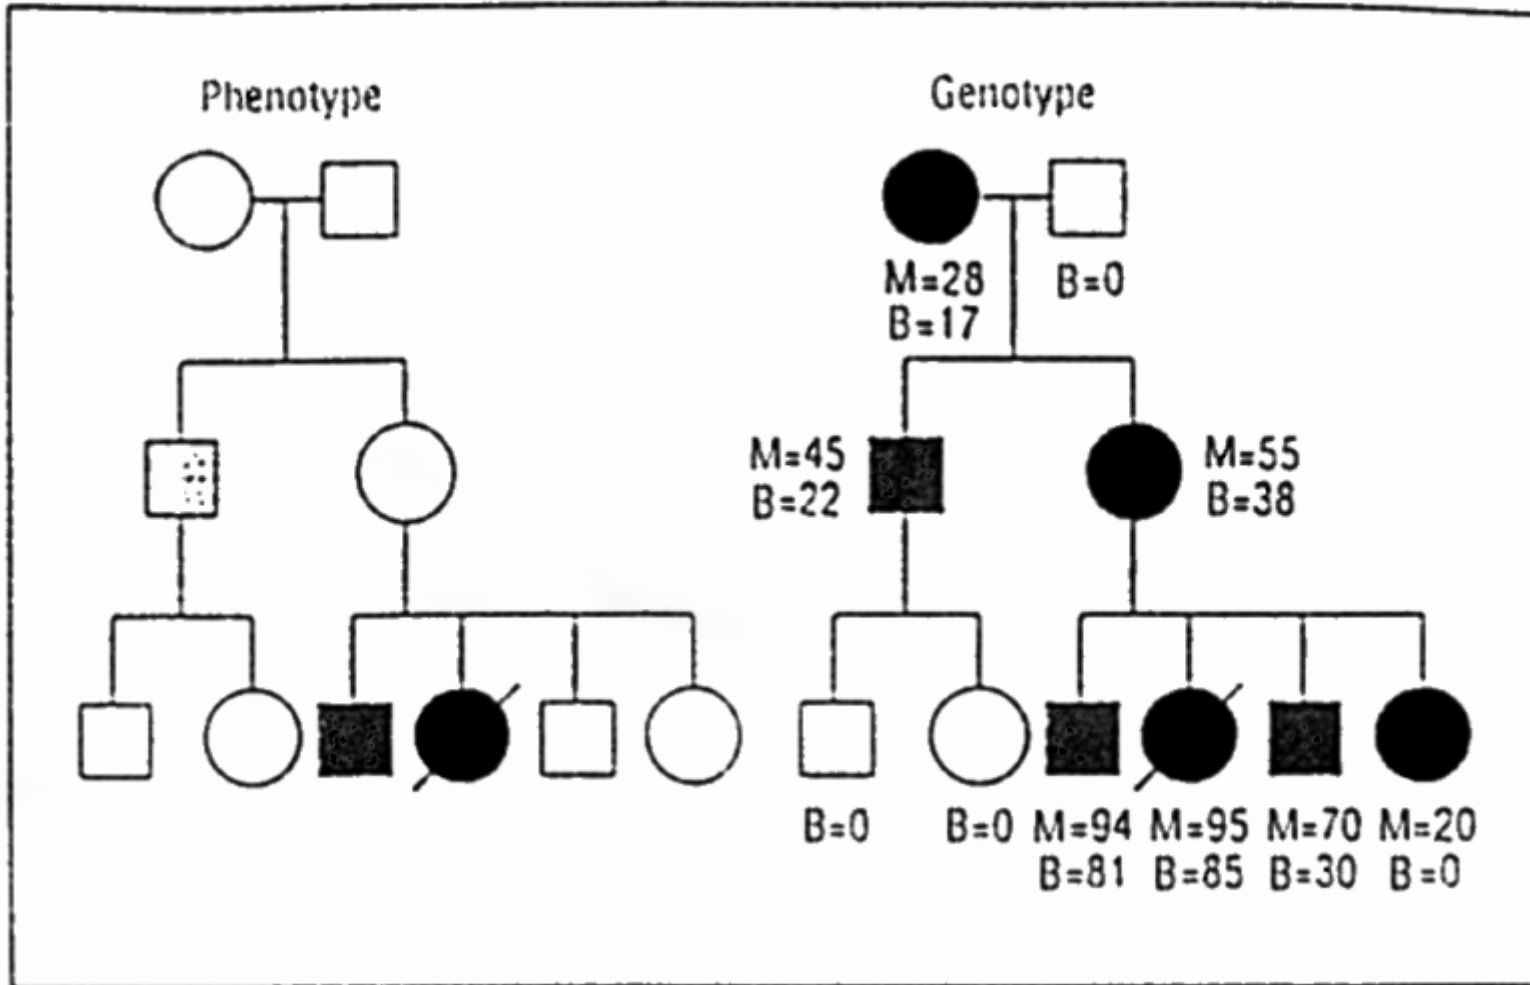 Phenotype
Genotype
M=28
B=17
B=0
M=45
B=22
M=55
B=38
B=0
B=0
M=94
B=81
M=95
B=85
M=70
B=30
M=20
B=0